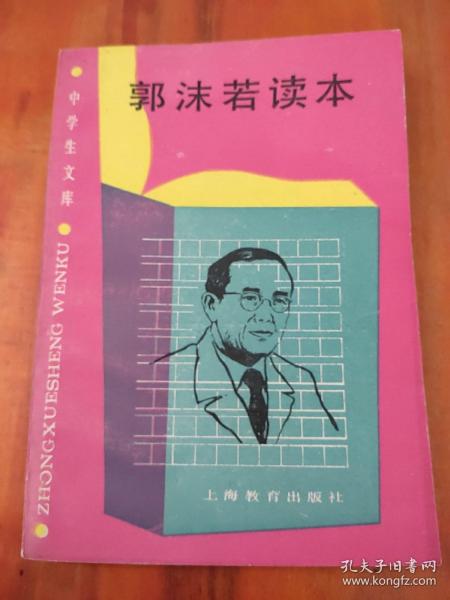 郭沫若读本
中学生文库
ZHONGXUESHENG WENKU
上海教育出版社
孔夫子旧书网
www.kongfz.com